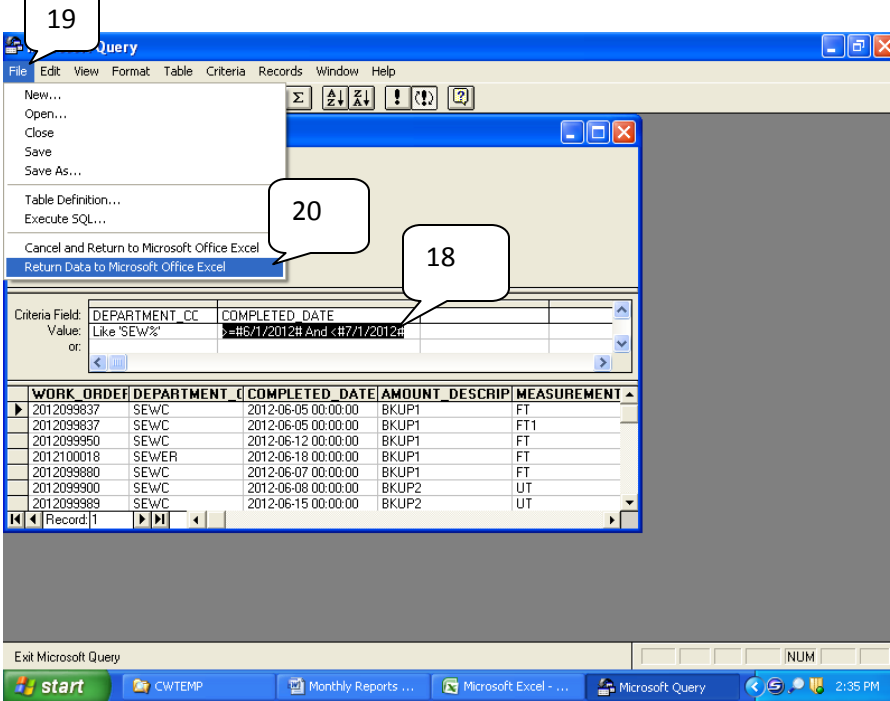 19
Query
File Edit View Format Table Criteria Records Window Help
New...
Open...
Close
Save
Save As...
Table Definition...
Execute SQL...
Cancel and Return to Microsoft Office Excel
Return Data to Microsoft Office Excel
20
18
Criteria Field: DEPARTMENT_CC COMPLETED_DATE
Value: Like 'SEW%' >=#6/1/2012# And <#7/1/2012#
or:
WORK_ORDEF DEPARTMENT_( COMPLETED_DATE AMOUNT_DESCRIP MEASUREMENT
2012099837 SEWC 2012-06-05 00:00:00 BKUP1 FT
2012099837 SEWC 2012-06-05 00:00:00 BKUP1 FT1
2012099950 SEWC 2012-06-12 00:00:00 BKUP1 FT
2012100018 SEWER 2012-06-18 00:00:00 BKUP1 FT
2012099880 SEWC 2012-06-07 00:00:00 BKUP1 FT
2012099900 SEWC 2012-06-08 00:00:00 BKUP2 UT
2012099989 SEWC 2012-06-15 00:00:00 BKUP2 UT
Record: 1
Exit Microsoft Query NUM
start CWTEMP Monthly Reports ... Microsoft Excel - ... Microsoft Query 2:35 PM